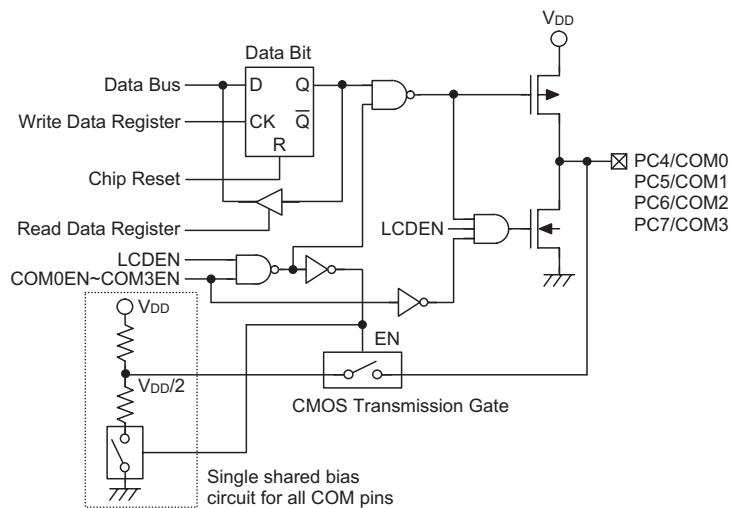 VDD
Data Bit
Data Bus
D
Q
Write Data Register
CK
Q
R
Chip Reset
Read Data Register
PC4/COM0
PC5/COM1
PC6/COM2
PC7/COM3
LCDEN
LCDEN
COM0EN~COM3EN
VDD
EN
VDD/2
CMOS Transmission Gate
Single shared bias
circuit for all COM pins